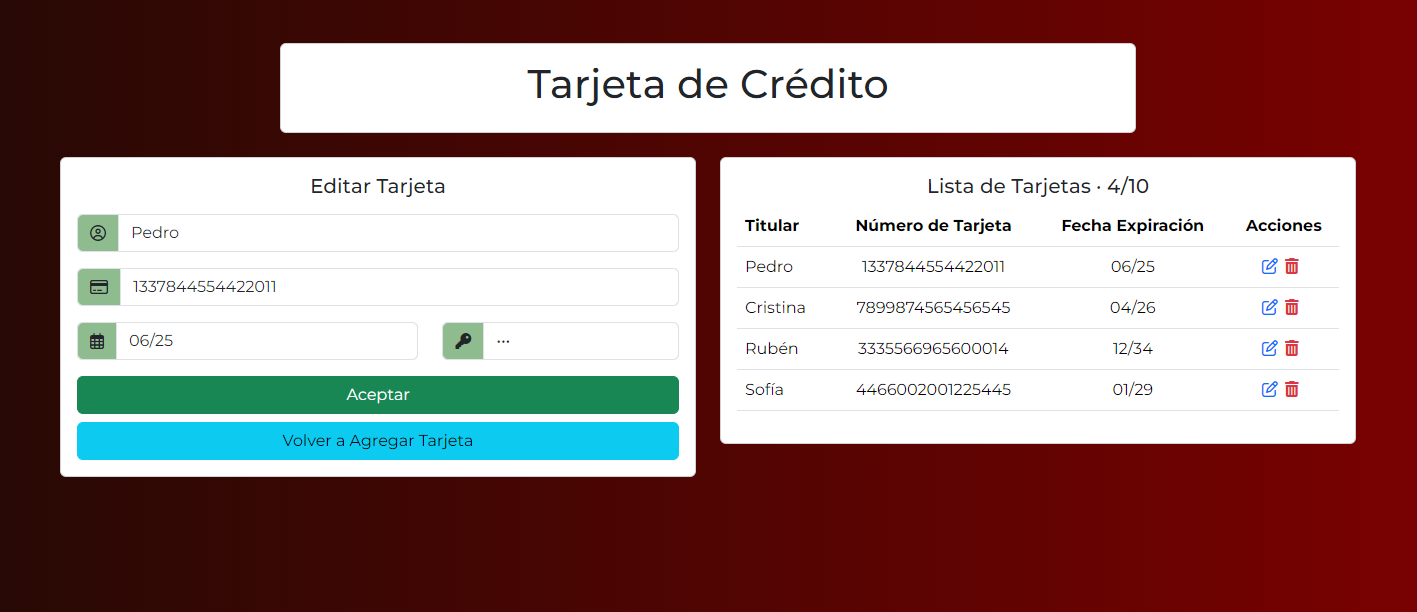 Tarjeta de Crédito
Editar Tarjeta
Pedro
1337844554422011
06/25
···
Aceptar
Volver a Agregar Tarjeta
Lista de Tarjetas · 4/10
Titular Número de Tarjeta Fecha Expiración Acciones
Pedro 1337844554422011 06/25
Cristina 7899874565456545 04/26
Rubén 3335566965600014 12/34
Sofía 4466002001225445 01/29